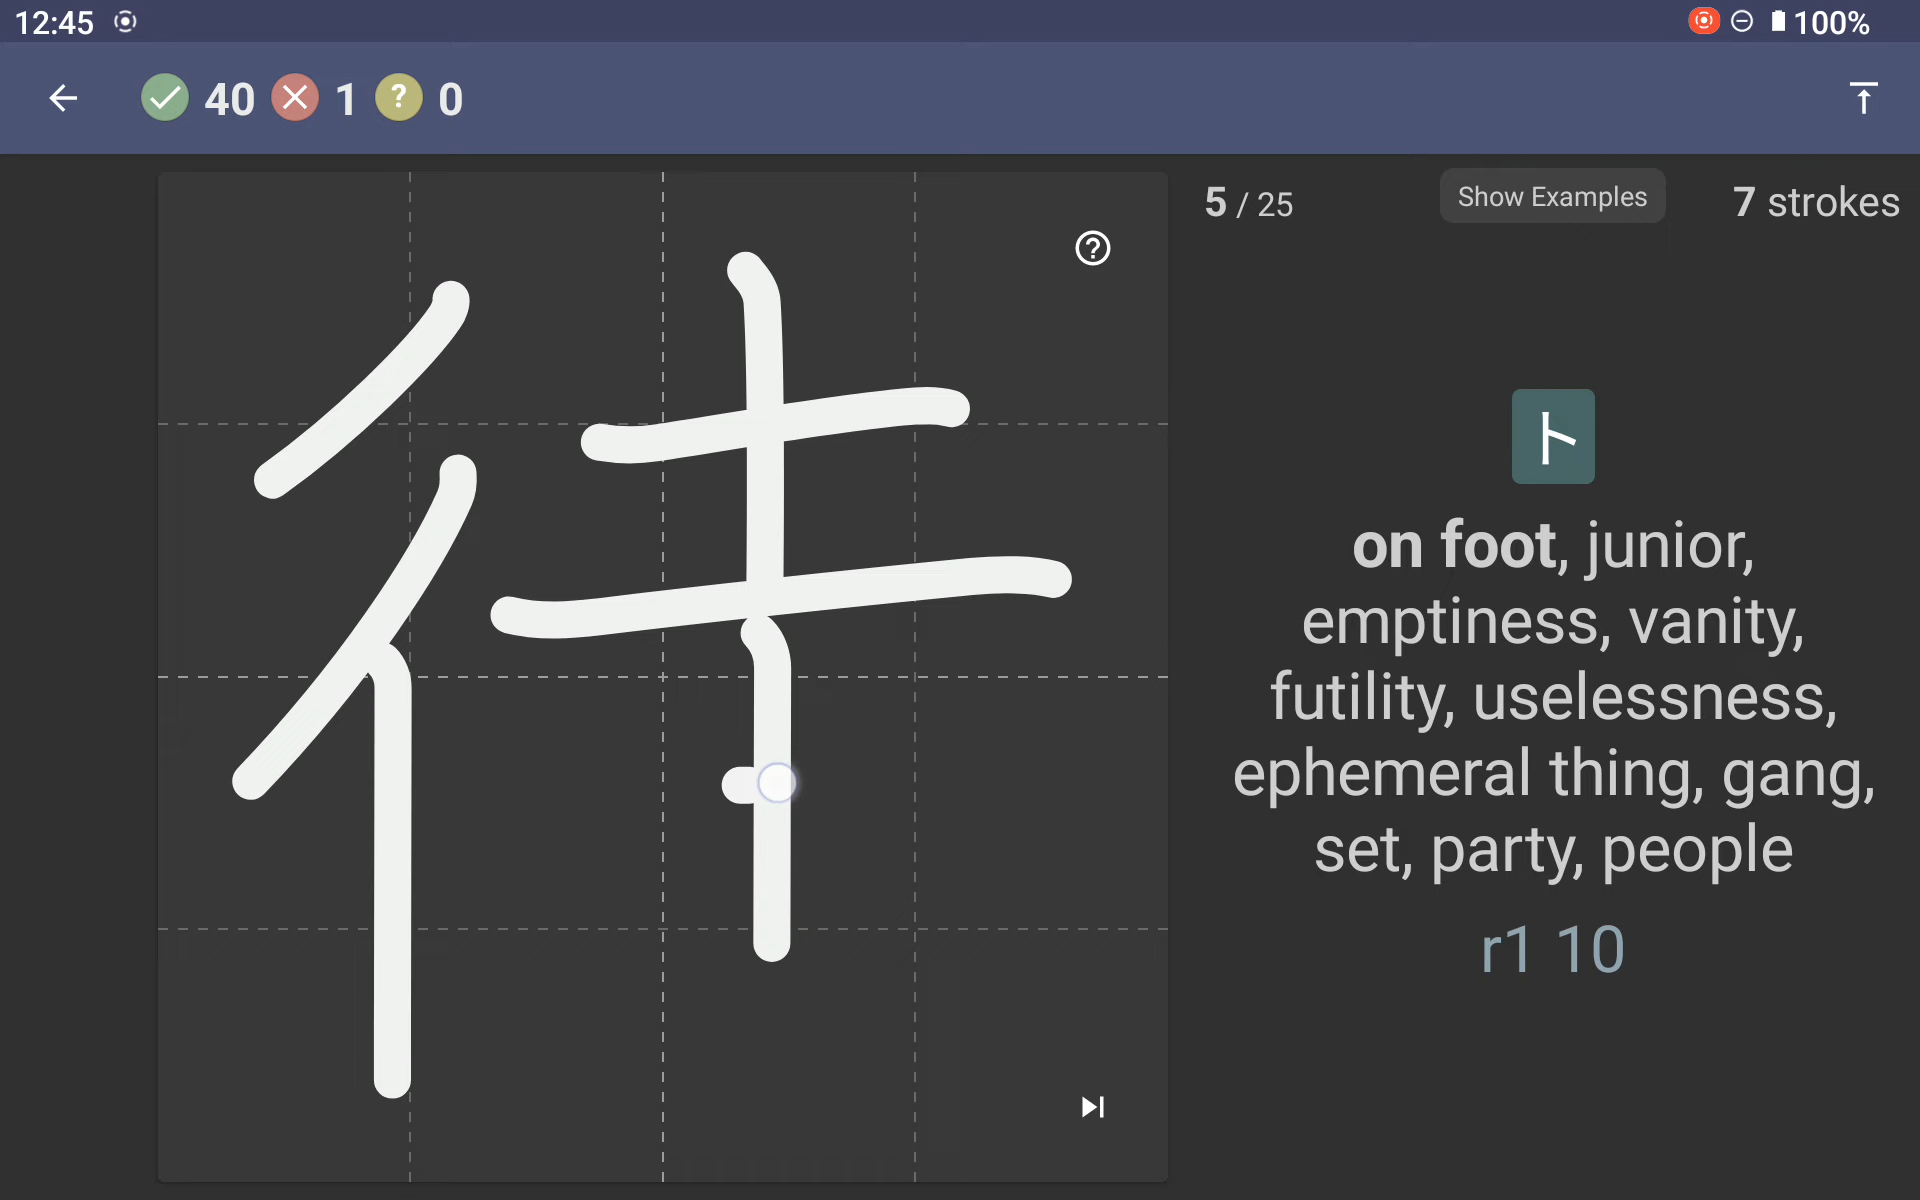 12:45 100%
40 1 ? 0
5 / 25 Show Examples 7 strokes
ト
on foot, junior,
emptiness, vanity,
futility, uselessness,
ephemeral thing, gang,
set, party, people
r1 10